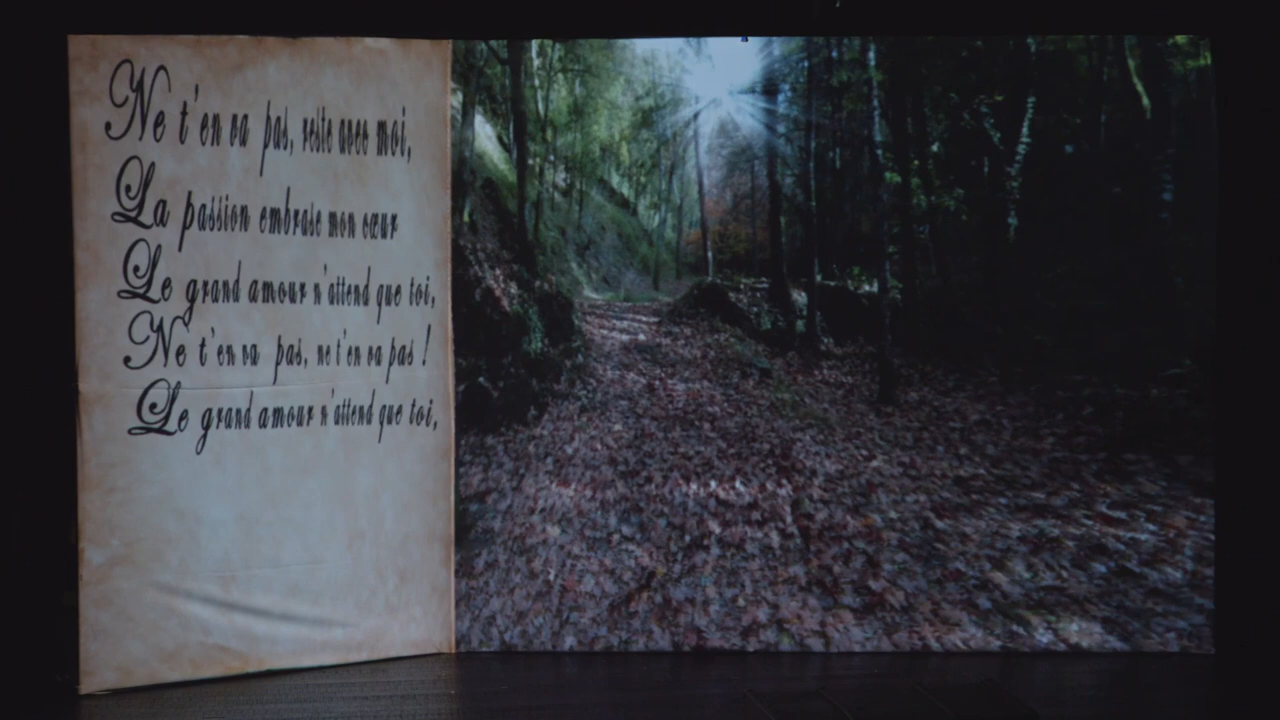 Ne t'en va pas, reste avec moi,
La passion embrase mon cœur
Le grand amour n'attend que toi,
Ne t'en va pas, ne t'en va pas !
Le grand amour n'attend que toi,